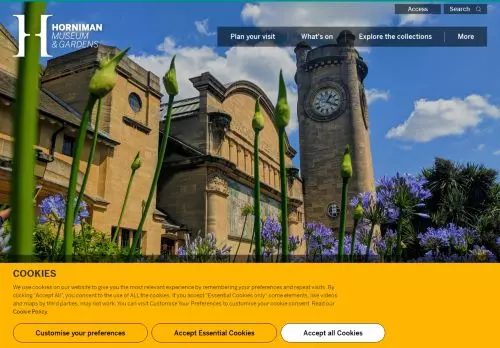 HORNIMAN
MUSEUM
& GARDENS
Access
Search
Plan your visit
What's on
Explore the collections
More
COOKIES
We use cookies on our website to give you the most relevant experience by remembering your preferences and repeat visits. By
clicking "Accept All", you consent to the use of ALL the cookies. If you accept "Essential Cookies only" some elements, like videos
and maps by third parties, may not work. You can visit Customise Your Preferences to customise your cookie consent. Read our
Cookie Policy.
Customise your preferences
Accept Essential Cookies
Accept all Cookies